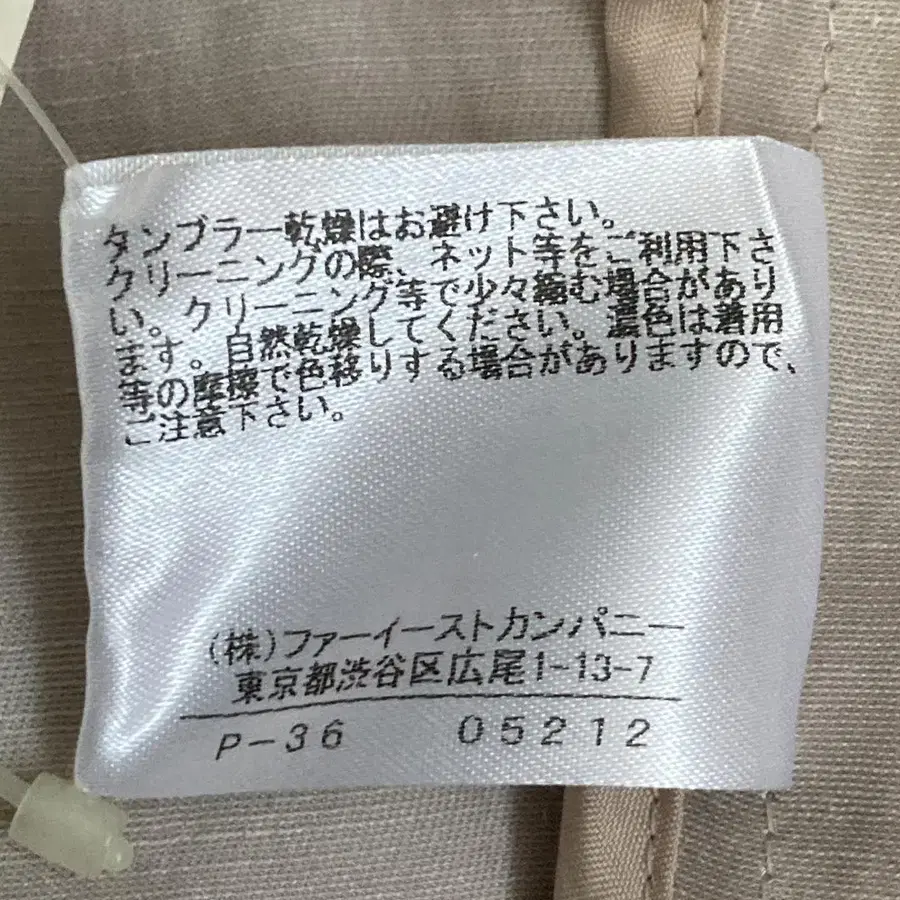 タンブラー乾燥はお避け下さい。
クリーニングの際、ネット等をご利用下さ
い。クリーニング等で少々縮む場合があり
ます。自然乾燥してください。濃色は着用
等の摩擦で色移りする場合がありますので、
ご注意下さい。
(株)ファーイーストカンパニー
東京都渋谷区広尾1-13-7
P-36 05212